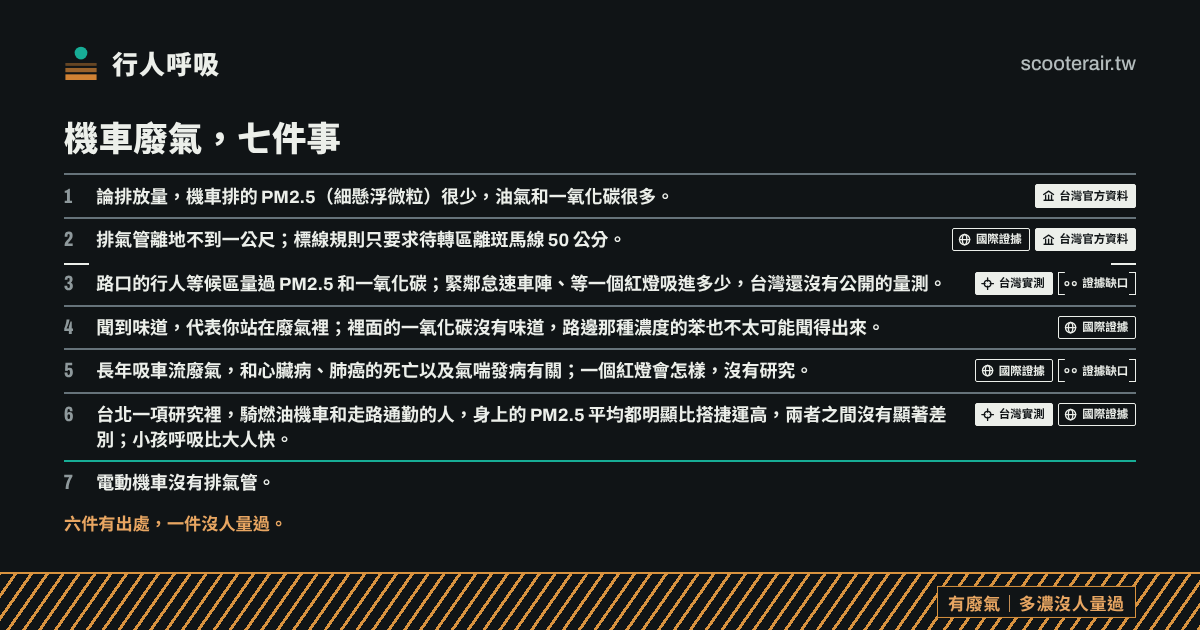 行人呼吸
scooterair.tw
機車廢氣，七件事
1 論排放量，機車排的 PM2.5（細懸浮微粒）很少，油氣和一氧化碳很多。 台灣官方資料
2 排氣管離地不到一公尺；標線規則只要求待轉區離斑馬線 50 公分。 國際證據 台灣官方資料
3 路口的行人等候區量過 PM2.5 和一氧化碳；緊鄰怠速車陣、等一個紅燈吸進多少，台灣還沒有公開的量測。 台灣實測 證據缺口
4 聞到味道，代表你站在廢氣裡；裡面的一氧化碳沒有味道，路邊那種濃度的苯也不太可能聞得出來。 國際證據
5 長年吸車流廢氣，和心臟病、肺癌的死亡以及氣喘發病有關；一個紅燈會怎樣，沒有研究。 國際證據 證據缺口
6 台北一項研究裡，騎燃油機車和走路通勤的人，身上的 PM2.5 平均都明顯比搭捷運高，兩者之間沒有顯著差 台灣實測 國際證據
別；小孩呼吸比大人快。
7 電動機車沒有排氣管。
六件有出處，一件沒人量過。
有廢氣｜多濃沒人量過